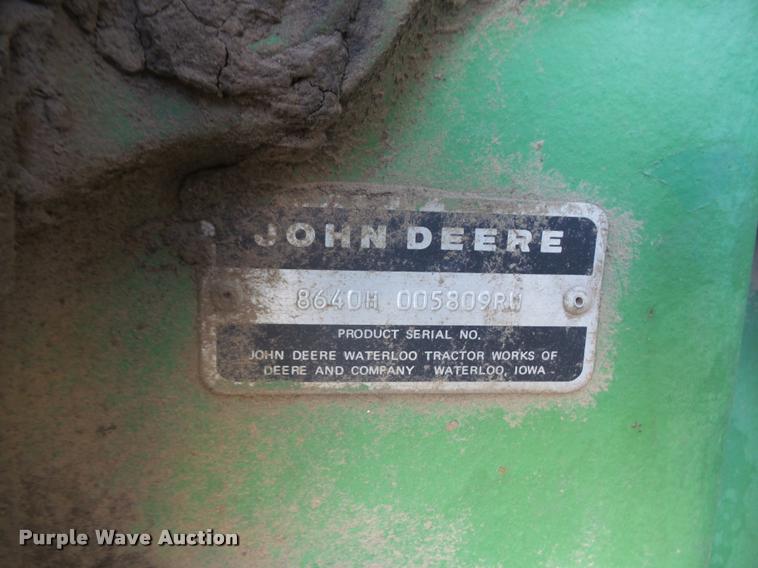 JOHN DEERE
8640H 005809RW
PRODUCT SERIAL NO.
JOHN DEERE WATERLOO TRACTOR WORKS OF
DEERE AND COMPANY WATERLOO, IOWA
Purple Wave Auction